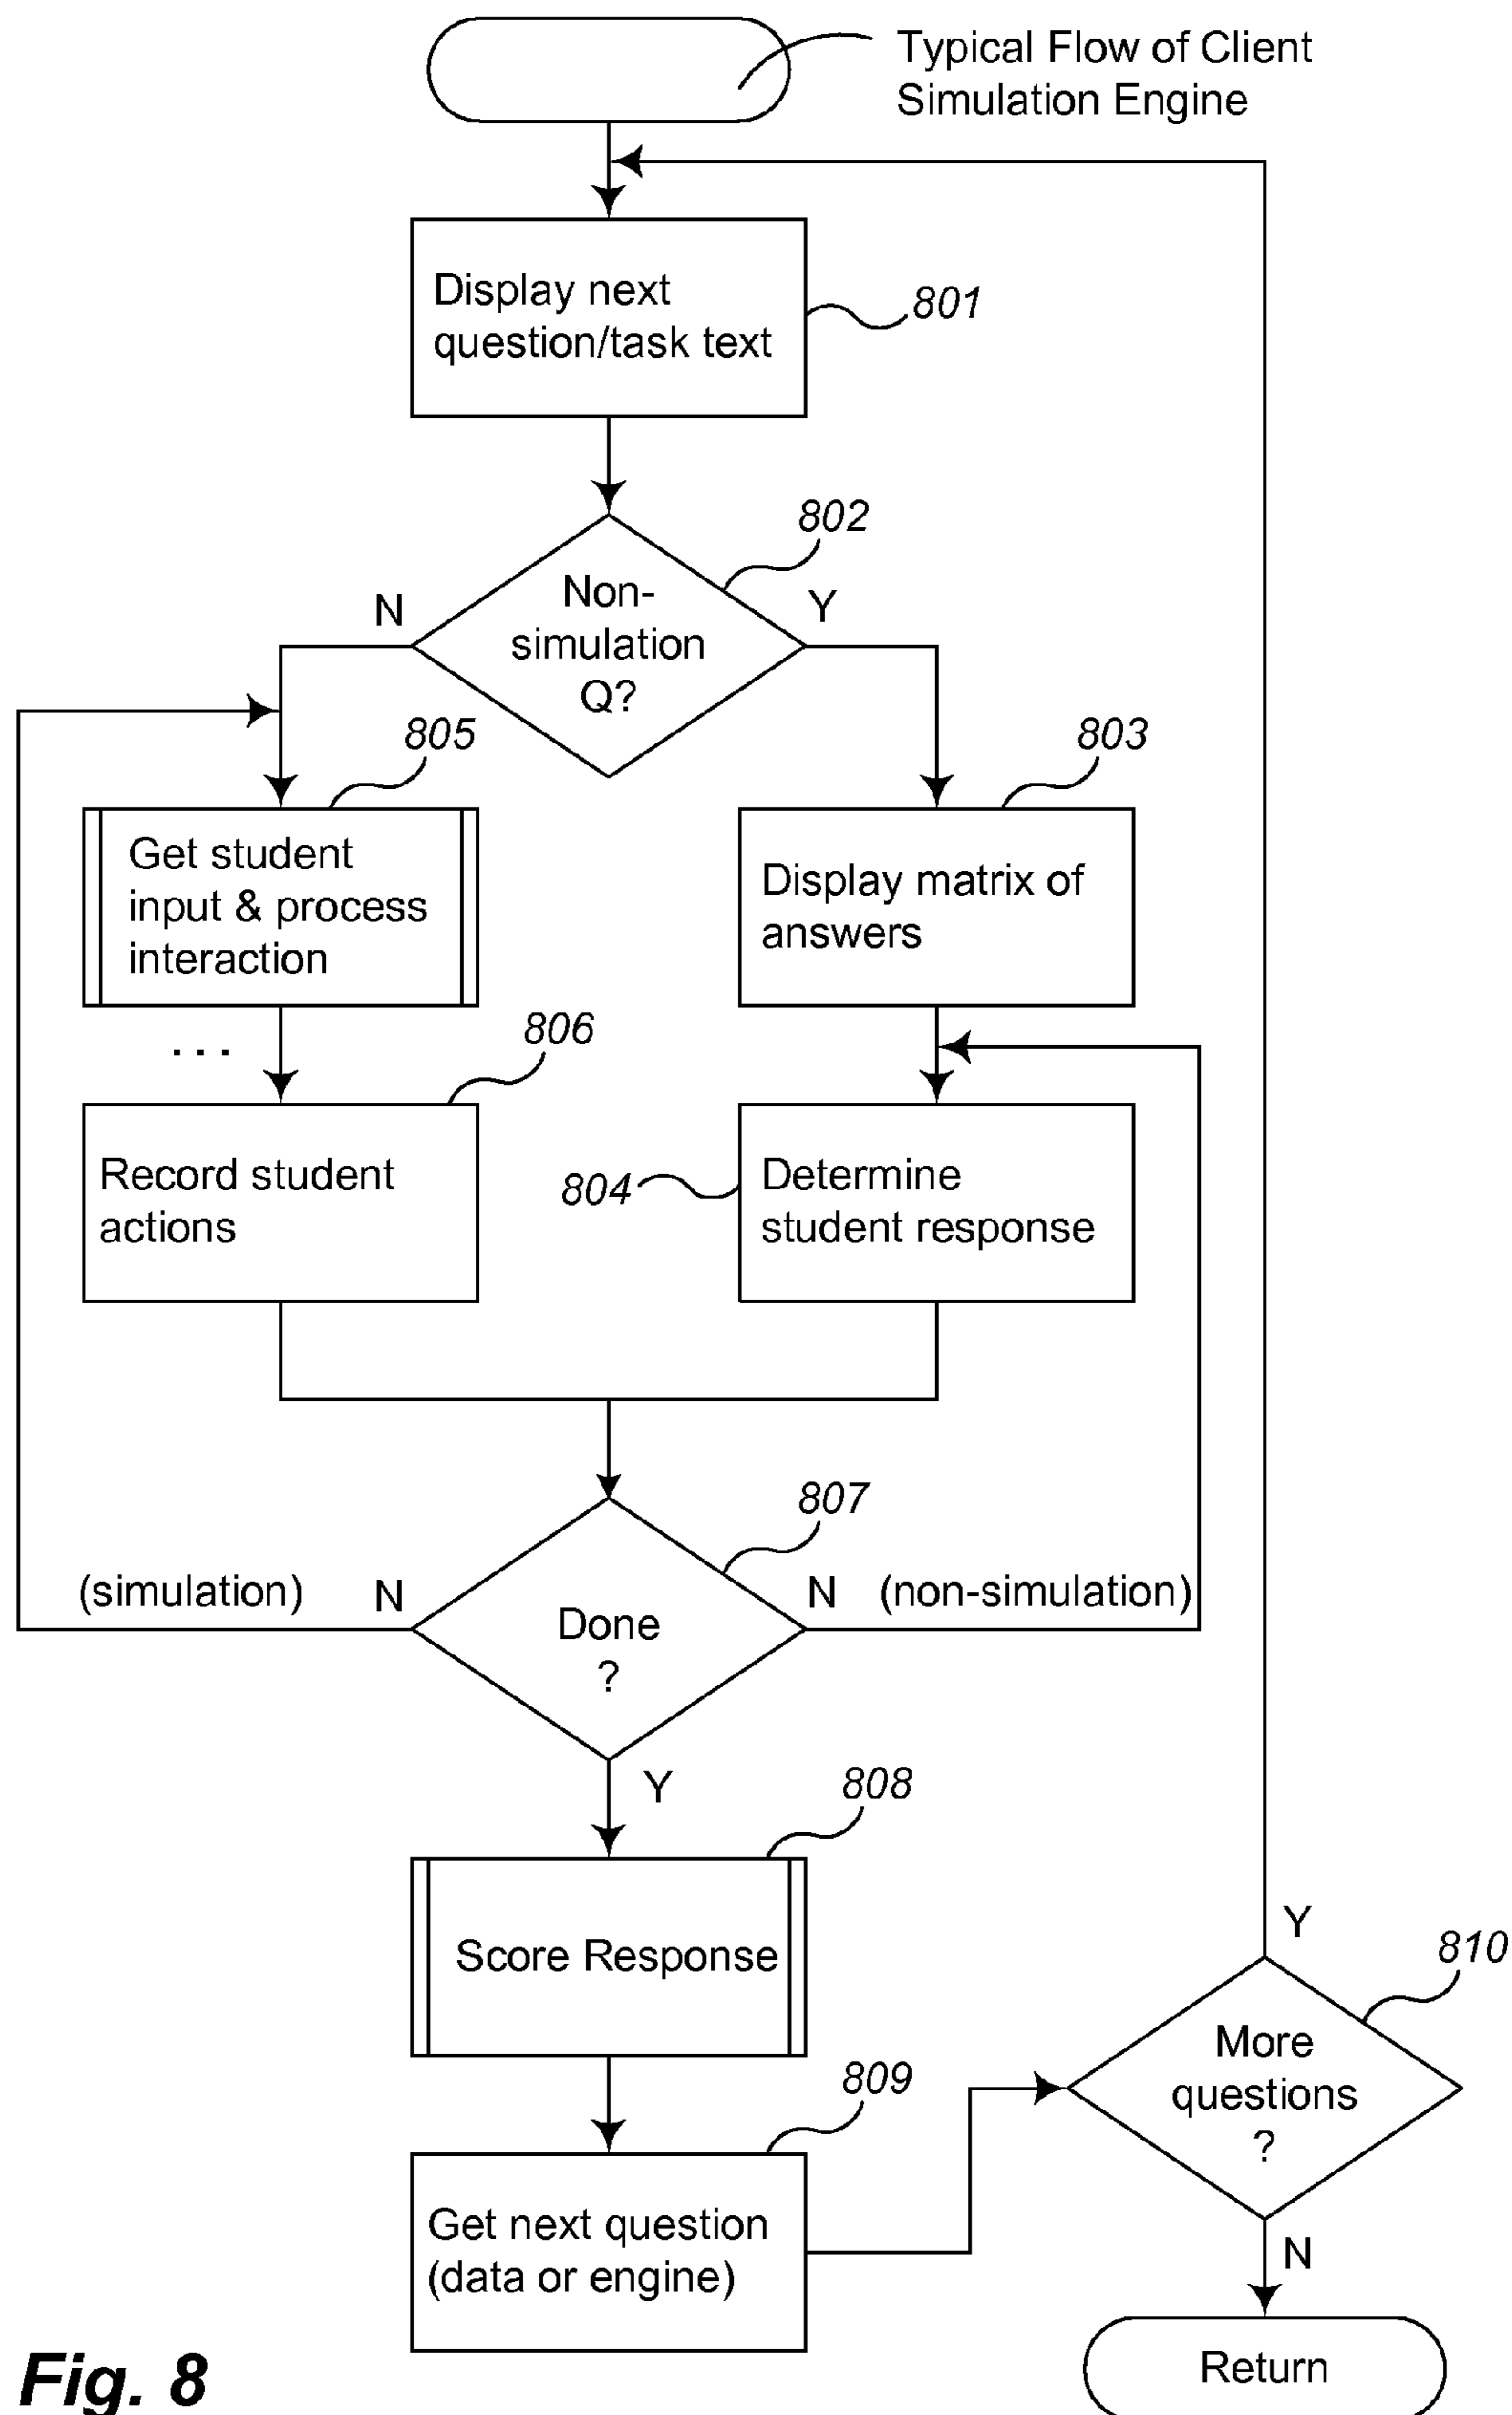 Typical Flow of Client
Simulation Engine
Display next
question/task text
801
802
Non-
simulation
Q?
N
Y
805
803
Get student
input & process
interaction
Display matrix of
answers
...
806
Record student
actions
804
Determine
student response
807
(simulation)
N
Done
?
N
(non-simulation)
Y
808
Score Response
Y
810
More
questions
?
809
Get next question
(data or engine)
N
Return
Fig. 8